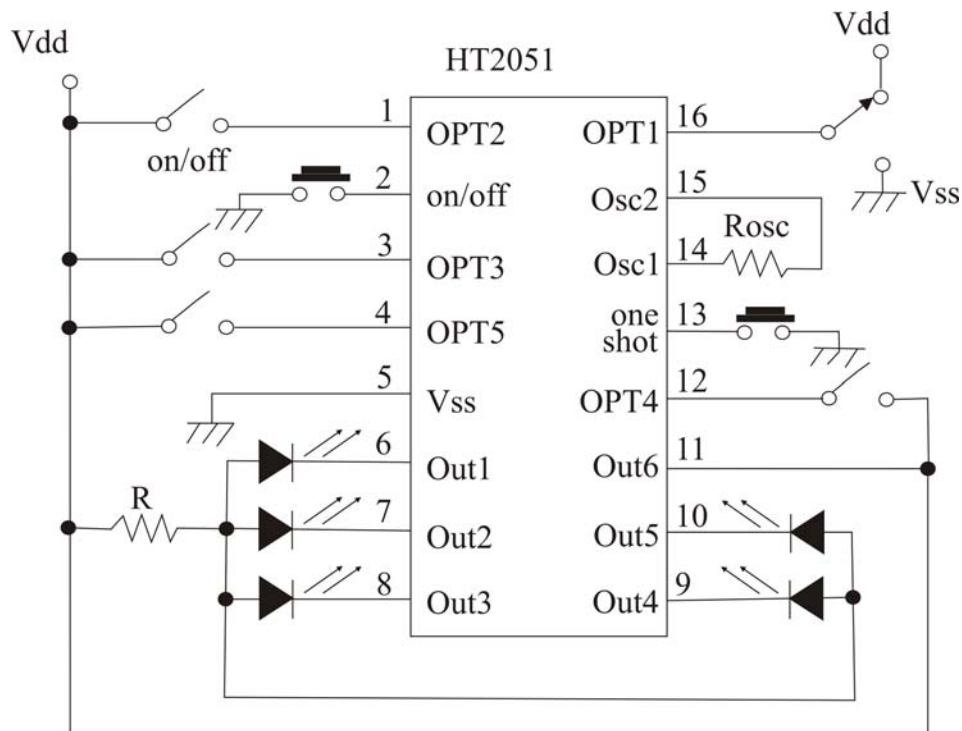 Vdd
Vdd
HT2051
1
OPT2
OPT1
16
on/off
2
on/off
Osc2
15
Vss
Rosc
3
OPT3
Osc1
14
4
OPT5
one
shot
13
5
Vss
OPT4
12
6
Out1
Out6
11
R
7
Out2
Out5
10
8
Out3
Out4
9